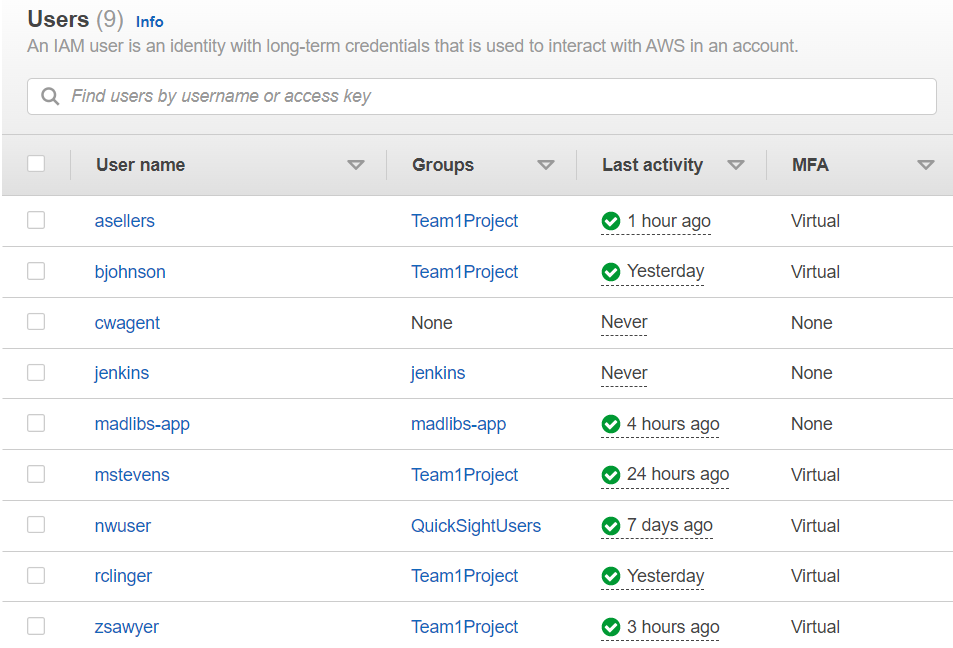 Users (9) Info
An IAM user is an identity with long-term credentials that is used to interact with AWS in an account.
Find users by username or access key
User name Groups Last activity MFA
asellers Team1Project 1 hour ago Virtual
bjohnson Team1Project Yesterday Virtual
cwagent None Never None
jenkins jenkins Never None
madlibs-app madlibs-app 4 hours ago None
mstevens Team1Project 24 hours ago Virtual
nwuser QuickSightUsers 7 days ago Virtual
rclinger Team1Project Yesterday Virtual
zsawyer Team1Project 3 hours ago Virtual